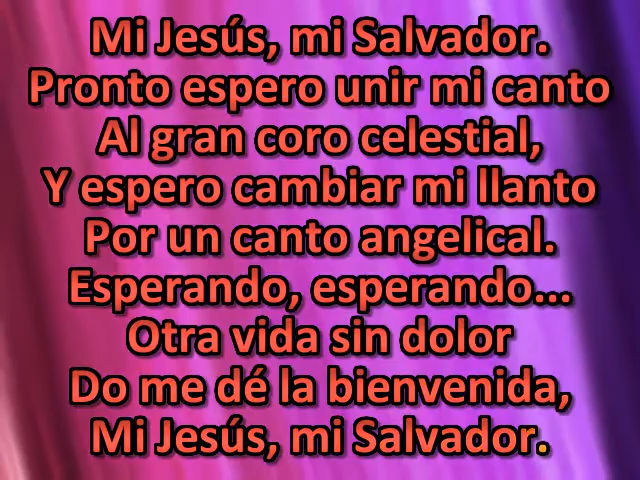 Mi Jesús, mi Salvador.
Pronto espero unir mi canto
Al gran coro celestial,
Y espero cambiar mi llanto
Por un canto angelical.
Esperando, esperando...
Otra vida sin dolor
Do me dé la bienvenida,
Mi Jesús, mi Salvador.